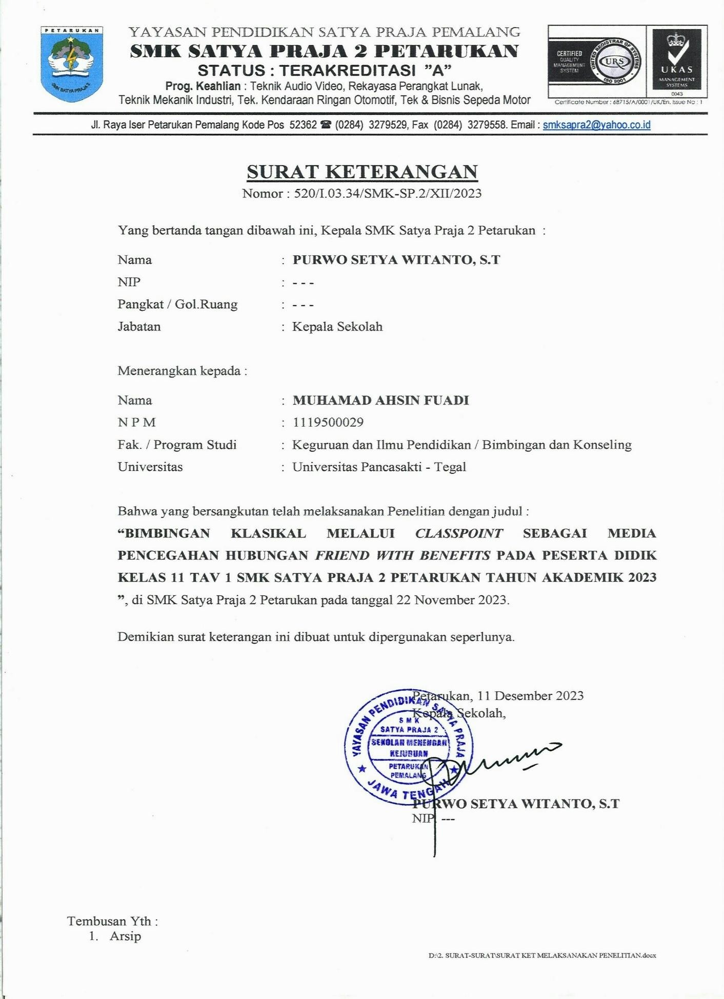 PETARUKAN
SMK SATYA PRAJA 2
YAYASAN PENDIDIKAN SATYA PRAJA PEMALANG
SMK SATYA PRAJA 2 PETARUKAN
STATUS : TERAKREDITASI ”A”
Prog. Keahlian : Teknik Audio Video, Rekayasa Perangkat Lunak,
Teknik Mekanik Industri, Tek. Kendaraan Ringan Otomotif, Tek & Bisnis Sepeda Motor
CERTIFIED
QUALITY
MANAGEMENT
SYSTEM
UNITED REGISTRAR OF SYSTEMS
URS
ISO 9001
UKAS
MANAGEMENT
SYSTEMS
0043
Certificate Number : 68715/A/0001/UK/En. Issue No : 1
Jl. Raya Iser Petarukan Pemalang Kode Pos 52362 ☎ (0284) 3279529, Fax (0284) 3279558. Email : smksapra2@yahoo.co.id
SURAT KETERANGAN
Nomor : 520/I.03.34/SMK-SP.2/XII/2023
Yang bertanda tangan dibawah ini, Kepala SMK Satya Praja 2 Petarukan :
Nama : PURWO SETYA WITANTO, S.T
NIP : - - -
Pangkat / Gol.Ruang : - - -
Jabatan : Kepala Sekolah
Menerangkan kepada :
Nama : MUHAMAD AHSIN FUADI
N P M : 1119500029
Fak. / Program Studi : Keguruan dan Ilmu Pendidikan / Bimbingan dan Konseling
Universitas : Universitas Pancasakti - Tegal
Bahwa yang bersangkutan telah melaksanakan Penelitian dengan judul :
“BIMBINGAN KLASIKAL MELALUI CLASSPOINT SEBAGAI MEDIA
PENCEGAHAN HUBUNGAN FRIEND WITH BENEFITS PADA PESERTA DIDIK
KELAS 11 TAV 1 SMK SATYA PRAJA 2 PETARUKAN TAHUN AKADEMIK 2023
”, di SMK Satya Praja 2 Petarukan pada tanggal 22 November 2023.
Demikian surat keterangan ini dibuat untuk dipergunakan seperlunya.
Petarukan, 11 Desember 2023
Kepala Sekolah,
YAYASAN PENDIDIKAN SATYA PRAJA
SMK
SATYA PRAJA 2
SEKOLAH MENENGAH
KEJURUAN
PETARUKAN
PEMALANG
JAWA TENGAH
PURWO SETYA WITANTO, S.T
NIP. ---
Tembusan Yth :
1. Arsip
D:\2. SURAT-SURAT\SURAT KET MELAKSANAKAN PENELITIAN.docx